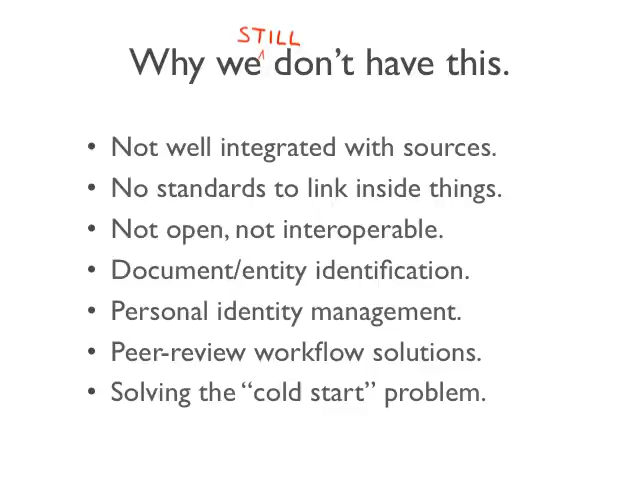 STILL
Why we don't have this.
• Not well integrated with sources.
• No standards to link inside things.
• Not open, not interoperable.
• Document/entity identification.
• Personal identity management.
• Peer-review workflow solutions.
• Solving the “cold start” problem.